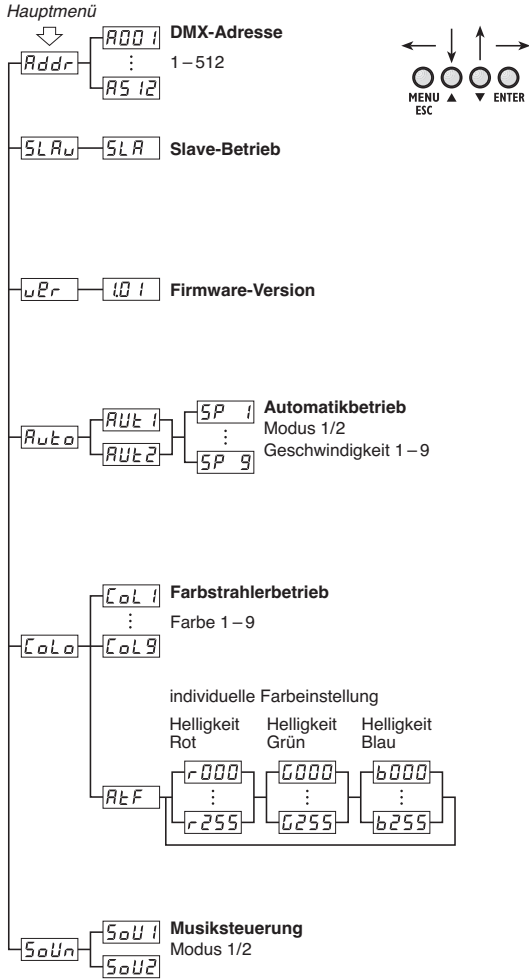 Hauptmenü
Addr
A001
DMX-Adresse
⋮
1–512
A512
MENU
ESC
▲
▼
ENTER
SLAv
SLA
Slave-Betrieb
vEr
1.01
Firmware-Version
Auto
AUt1
AUt2
SP 1
⋮
SP 9
Automatikbetrieb
Modus 1/2
Geschwindigkeit 1–9
CoLo
CoL1
⋮
CoL9
Farbstrahlerbetrieb
Farbe 1–9
individuelle Farbeinstellung
Helligkeit Rot
Helligkeit Grün
Helligkeit Blau
AtF
r000
⋮
r255
G000
⋮
G255
b000
⋮
b255
SoUn
SoU1
SoU2
Musiksteuerung
Modus 1/2